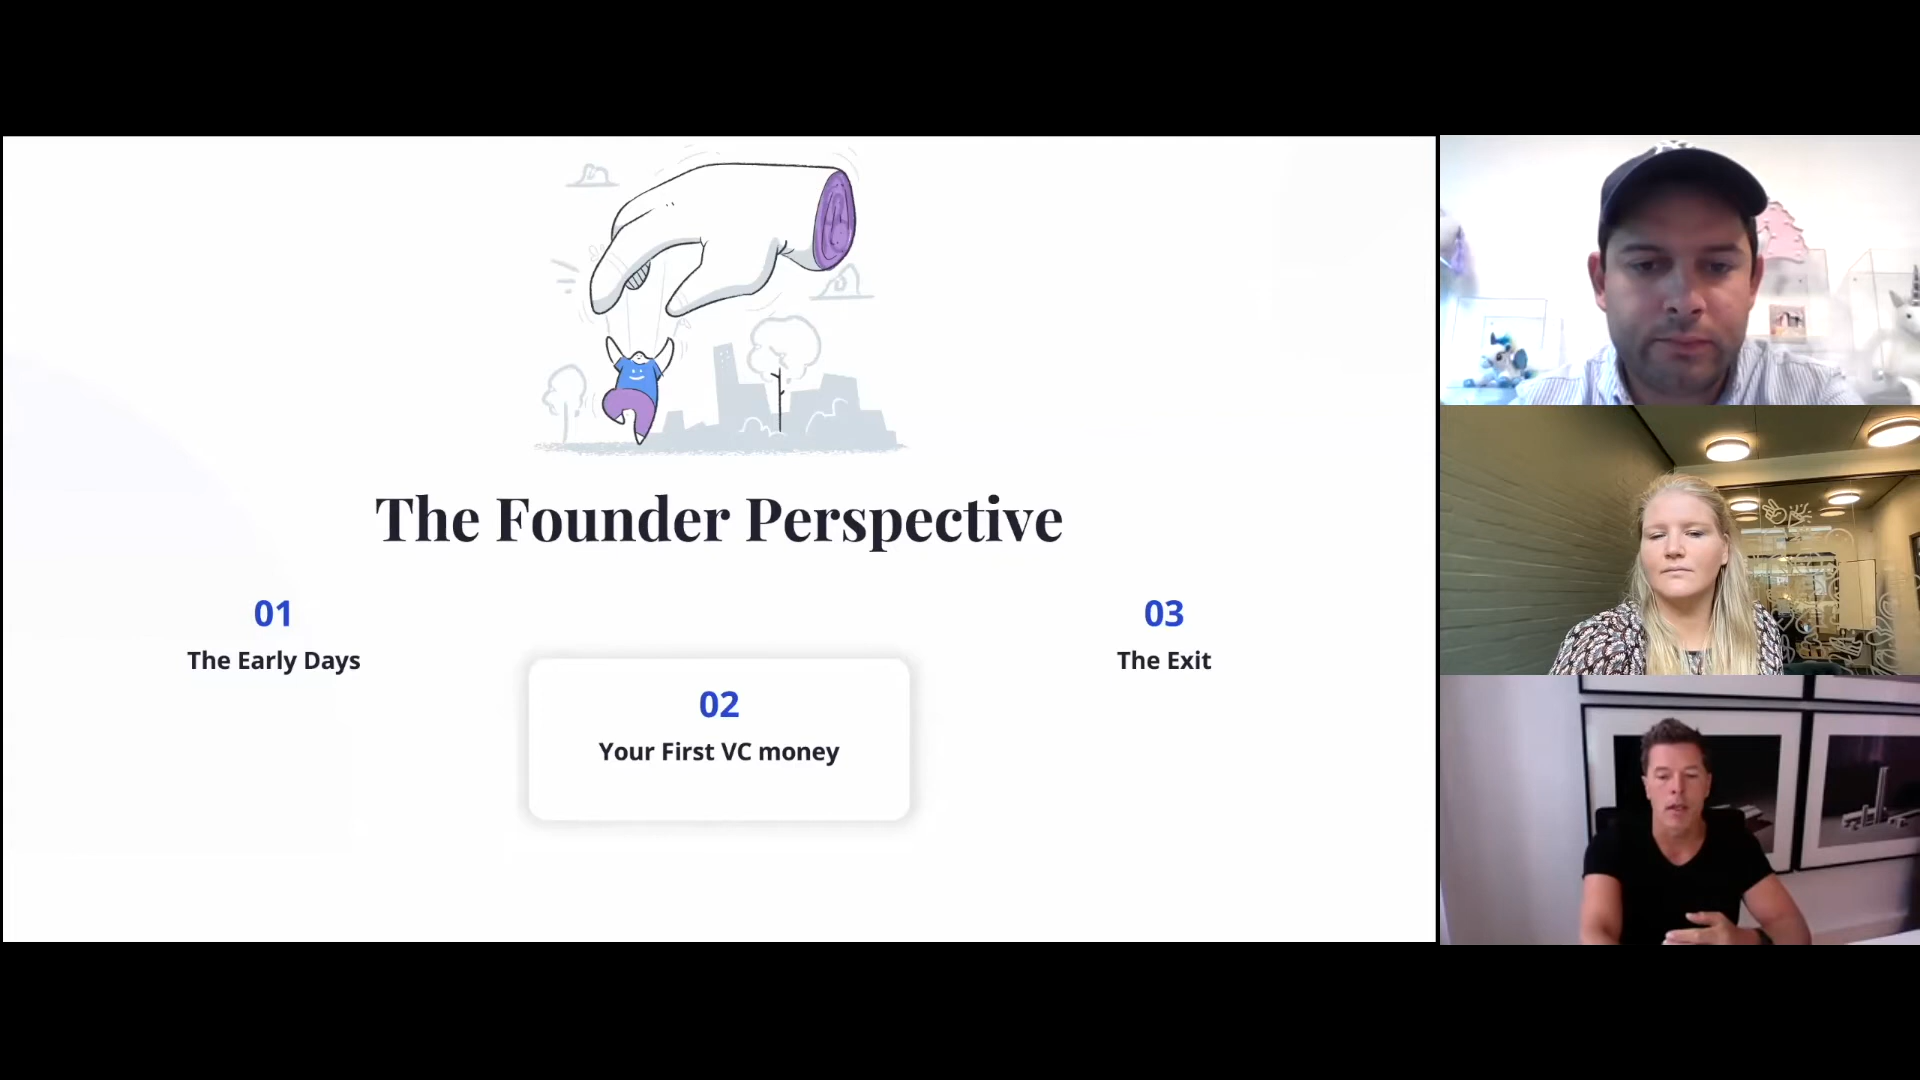 The Founder Perspective
01
The Early Days
02
Your First VC money
03
The Exit